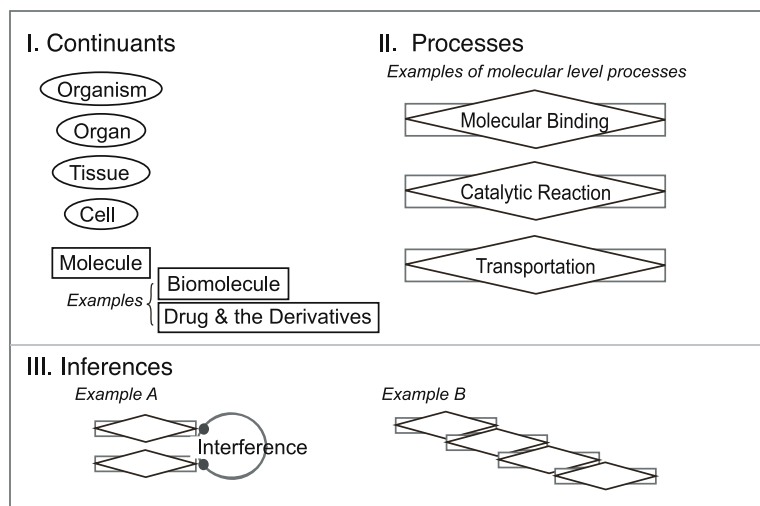 I. Continuants
Organism
Organ
Tissue
Cell
Molecule
Examples
Biomolecule
Drug & the Derivatives
II. Processes
Examples of molecular level processes
Molecular Binding
Catalytic Reaction
Transportation
III. Inferences
Example A
Interference
Example B